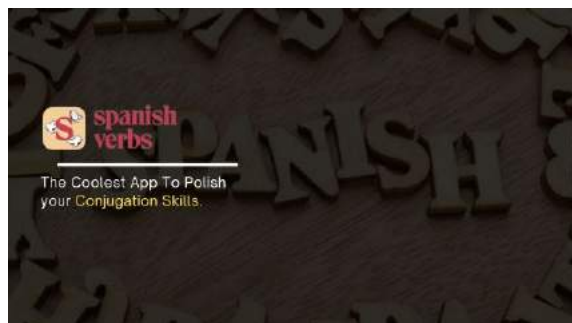 S
spanish
verbs
SPANISH
The Coolest App To Polish
your Conjugation Skills.